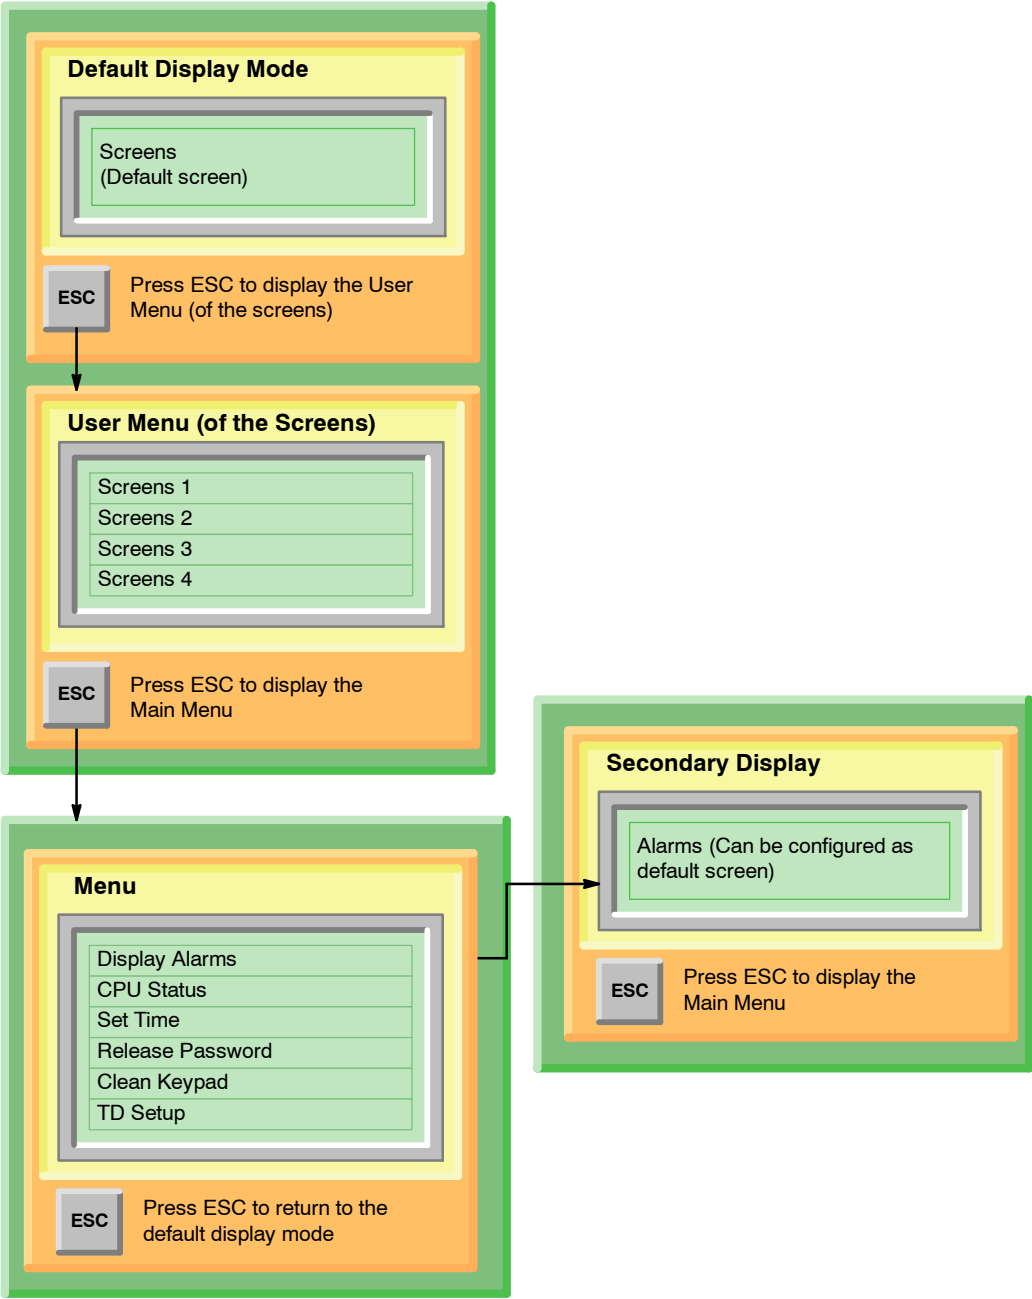 Default Display Mode
Screens
(Default screen)
ESC
Press ESC to display the User
Menu (of the screens)
User Menu (of the Screens)
Screens 1
Screens 2
Screens 3
Screens 4
ESC
Press ESC to display the
Main Menu
Menu
Display Alarms
CPU Status
Set Time
Release Password
Clean Keypad
TD Setup
ESC
Press ESC to return to the
default display mode
Secondary Display
Alarms (Can be configured as
default screen)
ESC
Press ESC to display the
Main Menu